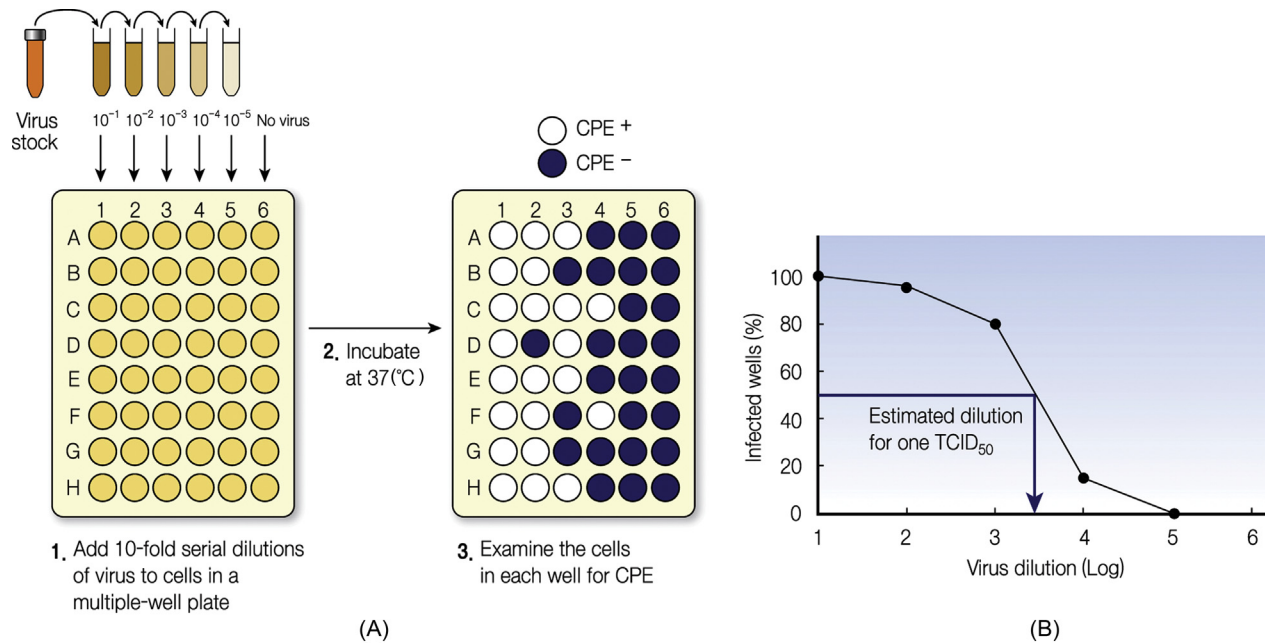 Virus
stock
10⁻¹ 10⁻² 10⁻³ 10⁻⁴ 10⁻⁵ No virus
1 2 3 4 5 6
A
B
C
D
E
F
G
H
1. Add 10-fold serial dilutions
of virus to cells in a
multiple-well plate
2. Incubate
at 37(°C)
CPE +
CPE −
1 2 3 4 5 6
A
B
C
D
E
F
G
H
3. Examine the cells
in each well for CPE
(A)
Infected wells (%)
100
80
60
40
20
0
Estimated dilution
for one TCID₅₀
1 2 3 4 5 6
Virus dilution (Log)
(B)